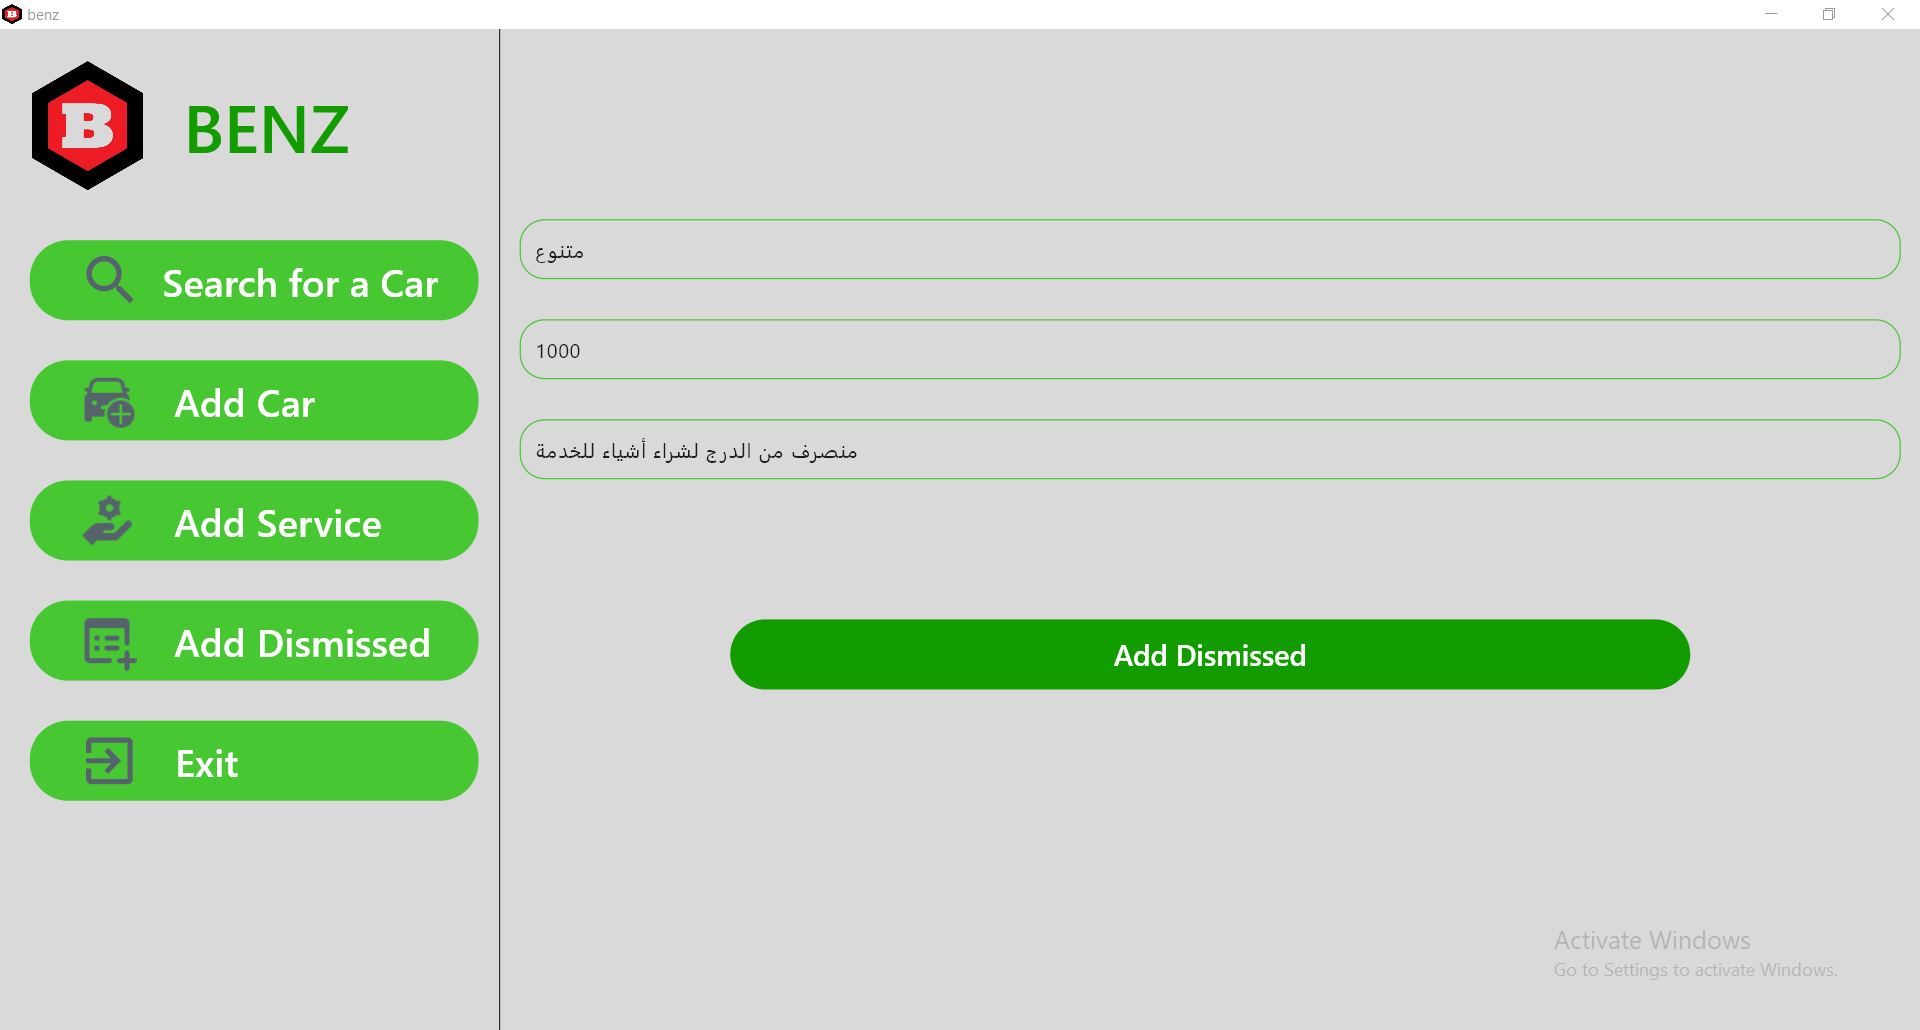 benz
B
BENZ
Search for a Car
Add Car
Add Service
Add Dismissed
Exit
متنوع
1000
منصرف من الدرج لشراء أشياء للخدمة
Add Dismissed
Activate Windows
Go to Settings to activate Windows.